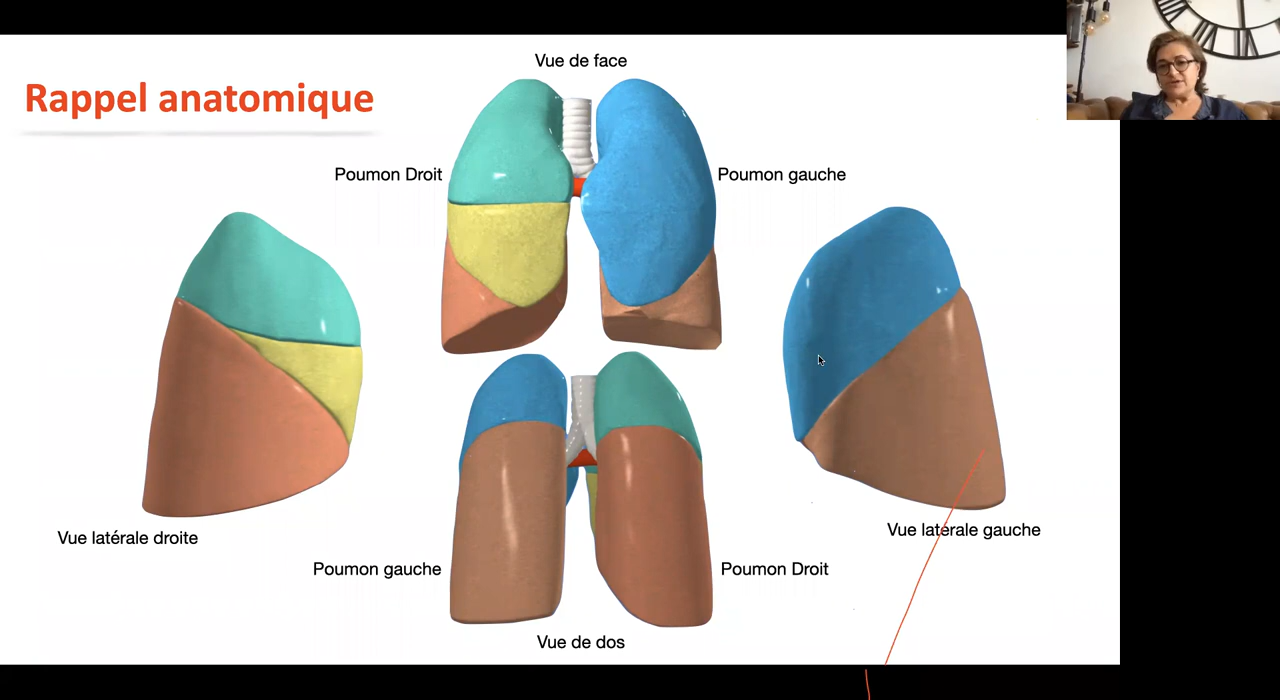 Vue de face
Rappel anatomique
Poumon Droit
Poumon gauche
Vue latérale droite
Vue latérale gauche
Poumon gauche
Poumon Droit
Vue de dos